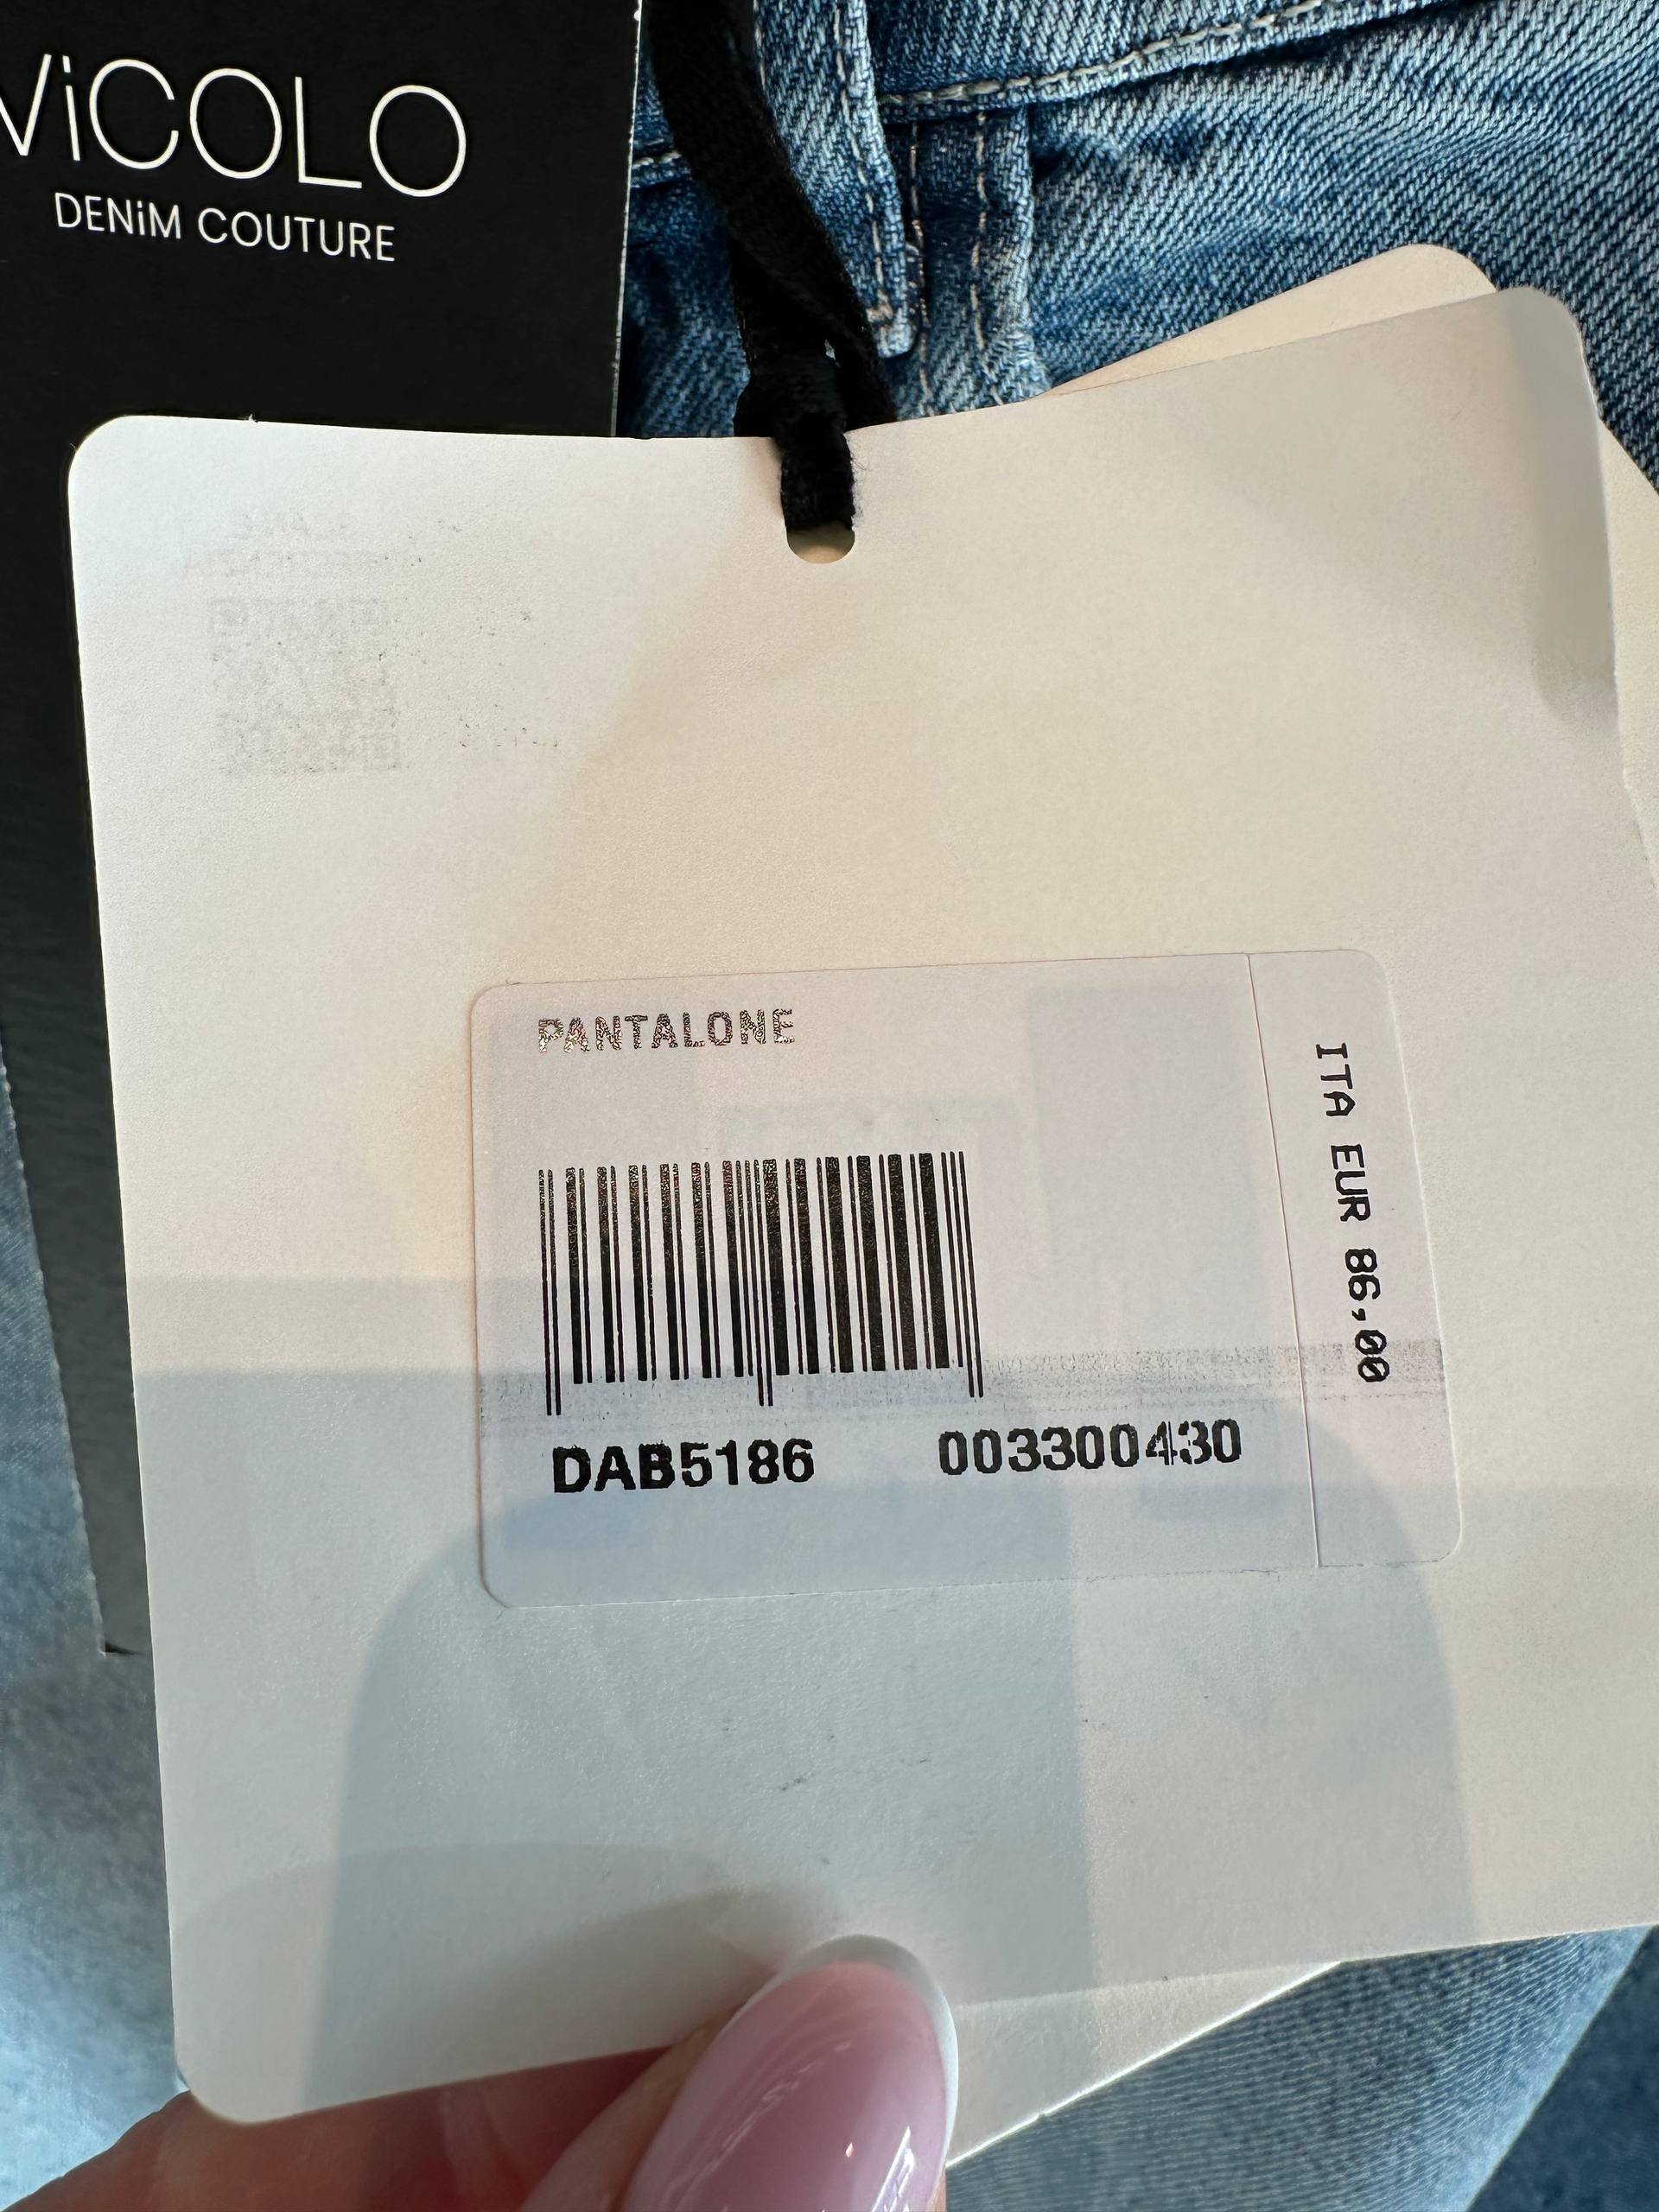 ViCOLO
DENiM COUTURE
PANTALONE
ITA EUR 86,00
DAB5186 003300430